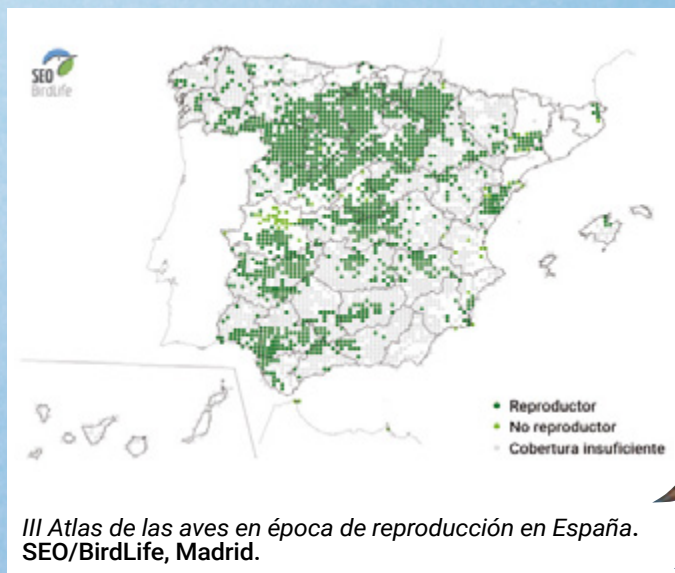 SEO
BirdLife
Reproductor
No reproductor
Cobertura insuficiente
III Atlas de las aves en época de reproducción en España.
SEO/BirdLife, Madrid.